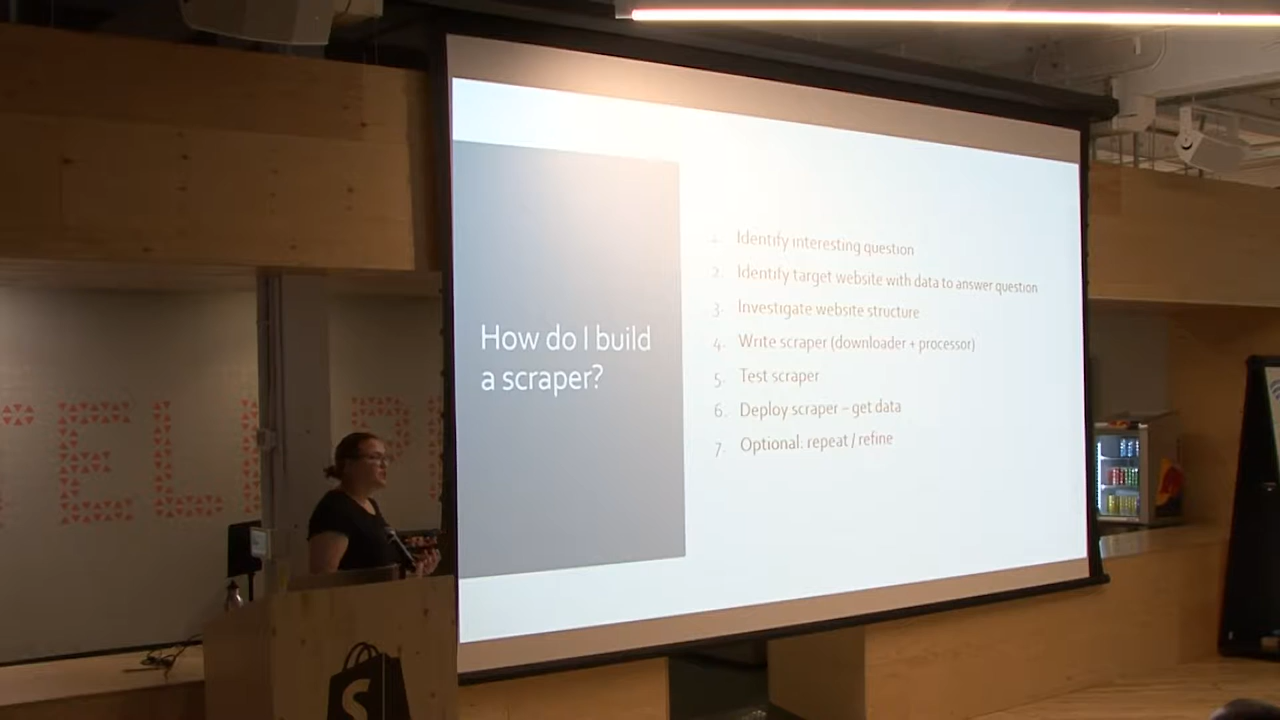 How do I build
a scraper?
1. Identify interesting question
2. Identify target website with data to answer question
3. Investigate website structure
4. Write scraper (downloader + processor)
5. Test scraper
6. Deploy scraper – get data
7. Optional: repeat / refine
S